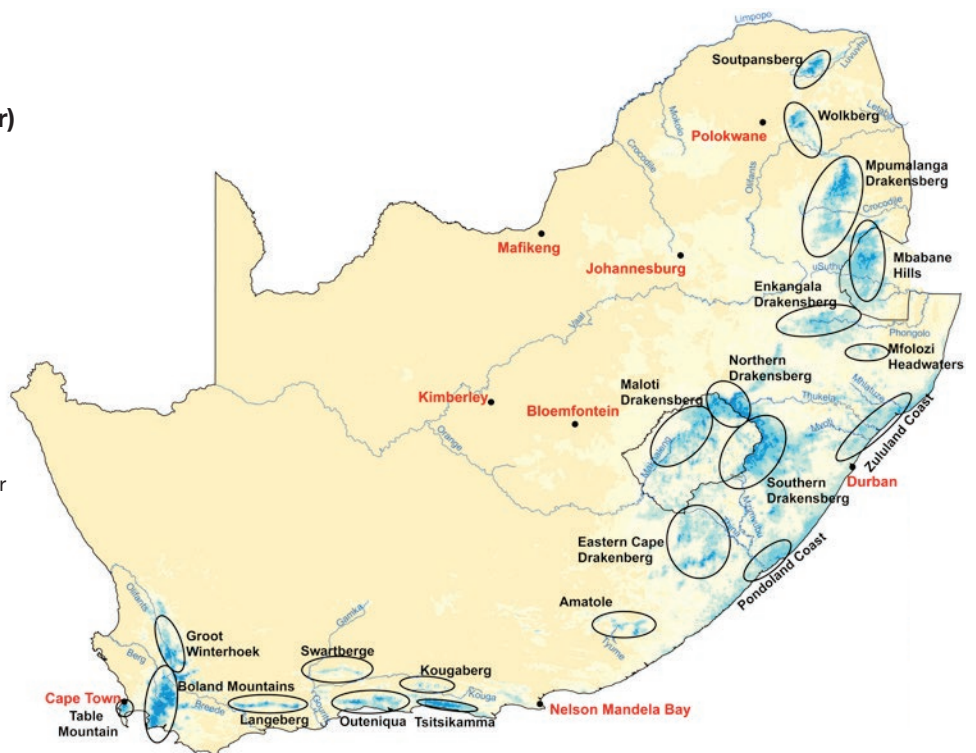 Limpopo
Soutpansberg
Luvuvhu
r)
Wolkberg
Letaba
Mokolo
Polokwane
Crocodile
Olifants
Mpumalanga
Drakensberg
Crocodile
Mafikeng
Johannesburg
uSuthu
Mbabane
Hills
Enkangala
Drakensberg
Vaal
Phongolo
Mfolozi
Headwaters
Northern
Drakensberg
Maloti
Drakensberg
Kimberley
Bloemfontein
Thukela
Mhlatuze
Mvoti
Zululand Coast
Orange
r
Durban
Southern
Drakensberg
Eastern Cape
Drakenberg
Pondoland Coast
Amatole
Tyume
Olifants
Gamka
Groot
Winterhoek
Berg
Swartberge
Kougaberg
Kouga
Boland Mountains
Cape Town
Breede
Table
Mountain
Langeberg
Gouritz
Outeniqua
Tsitsikamma
Nelson Mandela Bay